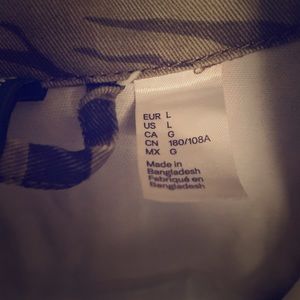 EUR L
US L
CA G
CN 180/108A
MX G
Made in
Bangladesh
Fabriqué en
Bangladesh